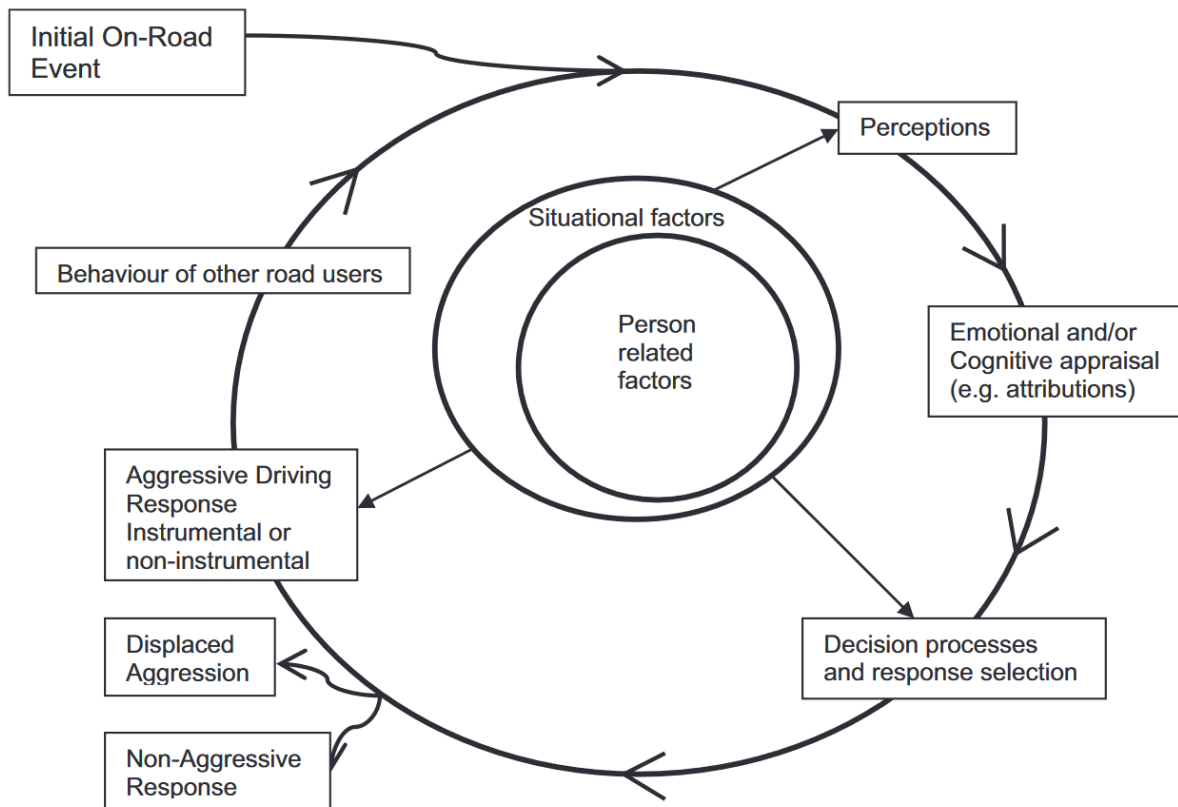 Initial On-Road
Event
Perceptions
Situational factors
Behaviour of other road users
Person
related
factors
Emotional and/or
Cognitive appraisal
(e.g. attributions)
Aggressive Driving
Response
Instrumental or
non-instrumental
Decision processes
and response selection
Displaced
Aggression
Non-Aggressive
Response